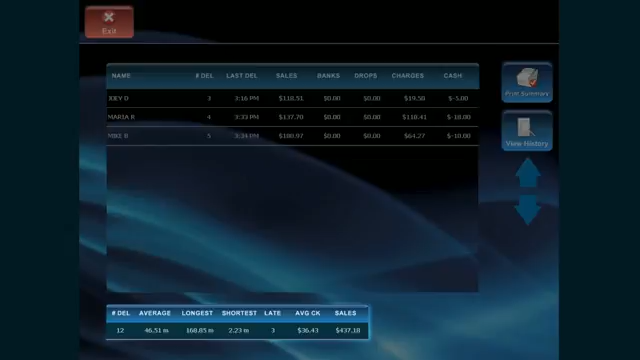 Exit
NAME # DEL LAST DEL SALES BANKS DROPS CHARGES CASH
JOEY D 3 3:16 PM $118.51 $0.00 $0.00 $19.50 $-5.00
MARIA R 4 3:33 PM $137.70 $0.00 $0.00 $118.41 $-18.00
MIKE B 5 3:34 PM $180.97 $0.00 $0.00 $64.27 $-10.00
Print Summary
View History
# DEL AVERAGE LONGEST SHORTEST LATE AVG CK SALES
12 46.51 m 168.85 m 2.23 m 3 $36.43 $437.18